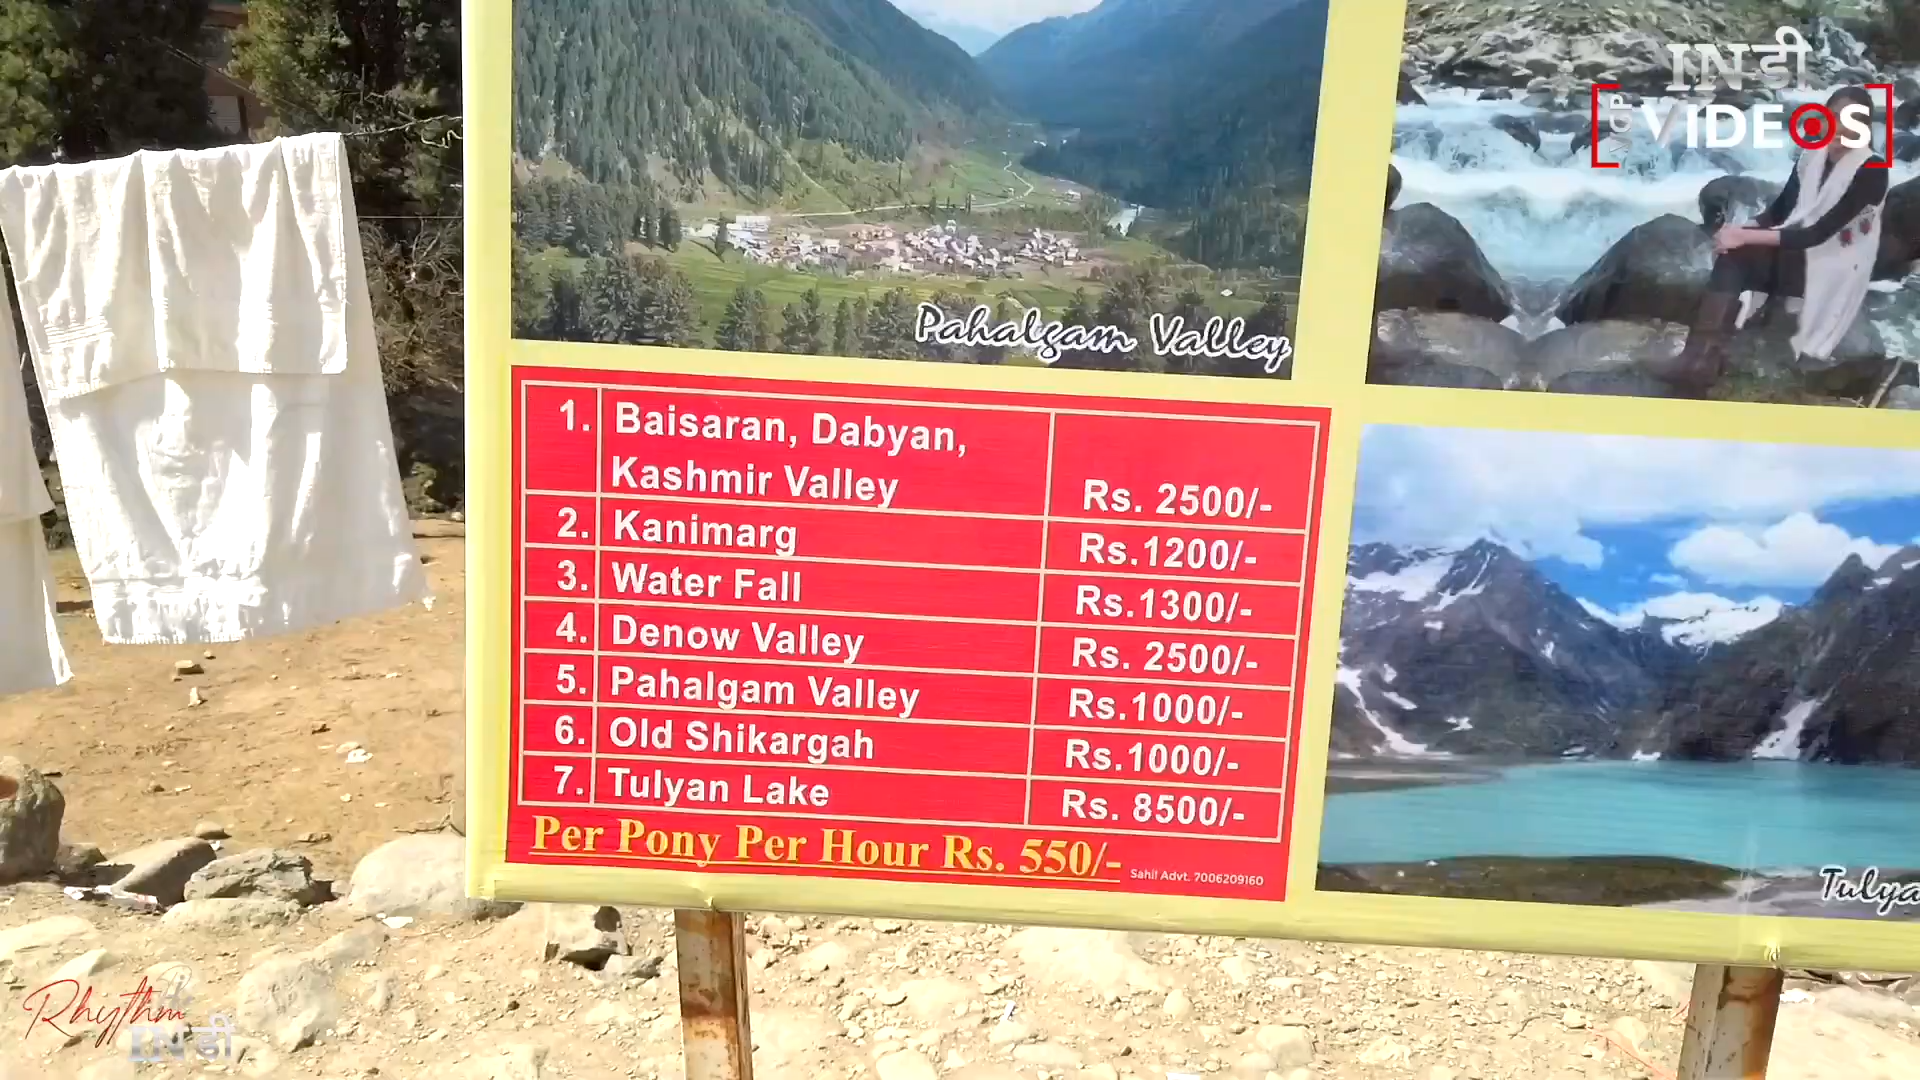 INडी
VIDEOS
Pahalgam Valley
1. Baisaran, Dabyan,
Kashmir Valley Rs. 2500/-
2. Kanimarg Rs.1200/-
3. Water Fall Rs.1300/-
4. Denow Valley Rs. 2500/-
5. Pahalgam Valley Rs.1000/-
6. Old Shikargah Rs.1000/-
7. Tulyan Lake Rs. 8500/-
Per Pony Per Hour Rs. 550/-
Sahil Advt. 7006209160
Tulya
Rhythm
INडी